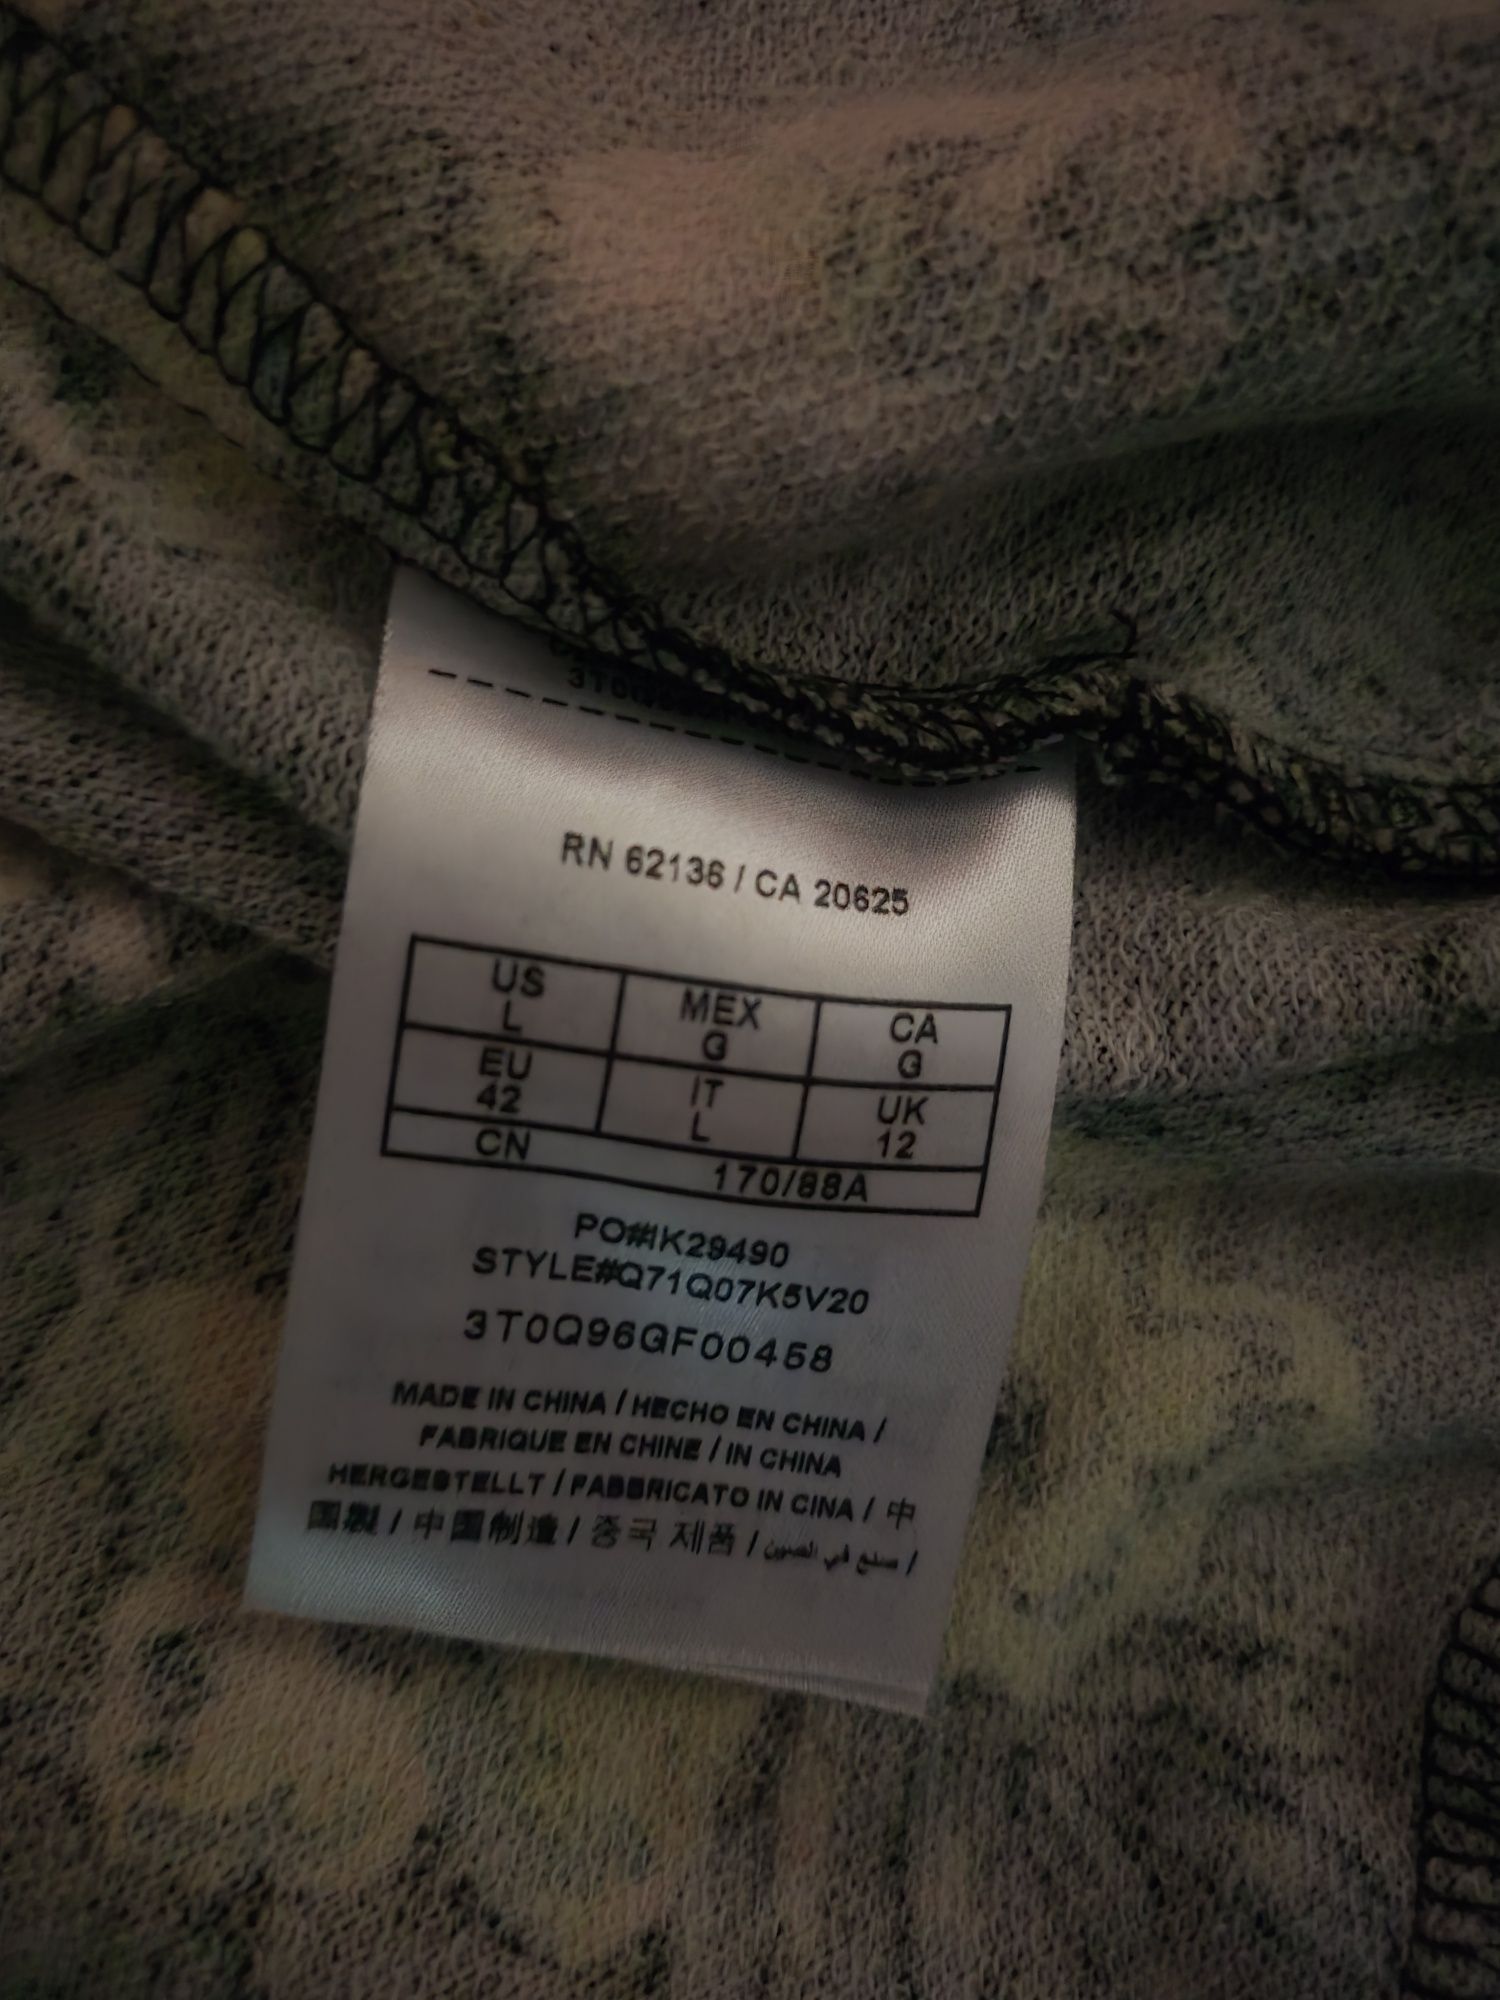 RN 62136 / CA 20625
US MEX CA
L G G
EU IT UK
42 L 12
CN 170/88A
PO#IK29490
STYLE#Q71Q07K5V20
3T0Q96GF00458
MADE IN CHINA / HECHO EN CHINA /
FABRIQUE EN CHINE / IN CHINA
HERGESTELLT / FABBRICATO IN CINA / 中
國製 / 中国制造 / 중국 제품 / صنع في الصين /